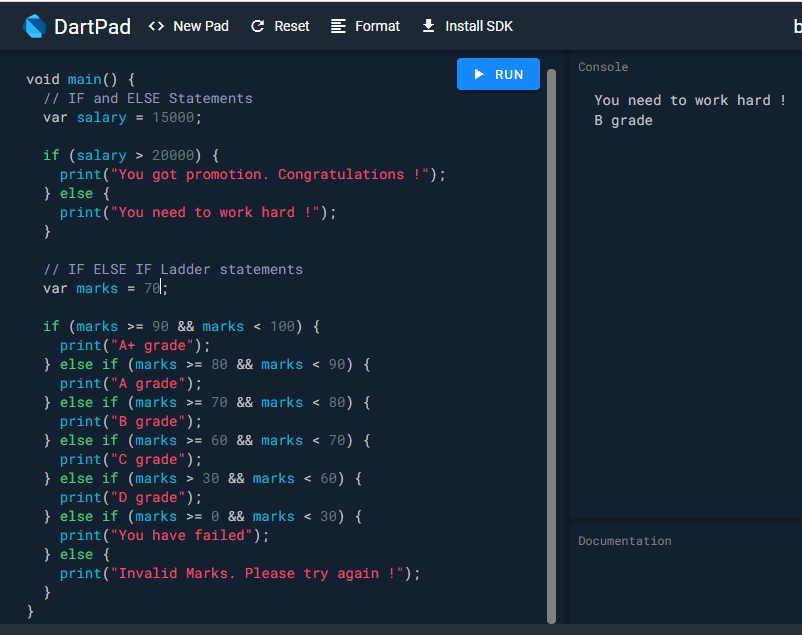 DartPad <> New Pad Reset Format Install SDK b
RUN
void main() {
  // IF and ELSE Statements
  var salary = 15000;
  if (salary > 20000) {
    print("You got promotion. Congratulations !");
  } else {
    print("You need to work hard !");
  }
  // IF ELSE IF Ladder statements
  var marks = 70;
  if (marks >= 90 && marks < 100) {
    print("A+ grade");
  } else if (marks >= 80 && marks < 90) {
    print("A grade");
  } else if (marks >= 70 && marks < 80) {
    print("B grade");
  } else if (marks >= 60 && marks < 70) {
    print("C grade");
  } else if (marks > 30 && marks < 60) {
    print("D grade");
  } else if (marks >= 0 && marks < 30) {
    print("You have failed");
  } else {
    print("Invalid Marks. Please try again !");
  }
}
Console
You need to work hard !
B grade
Documentation